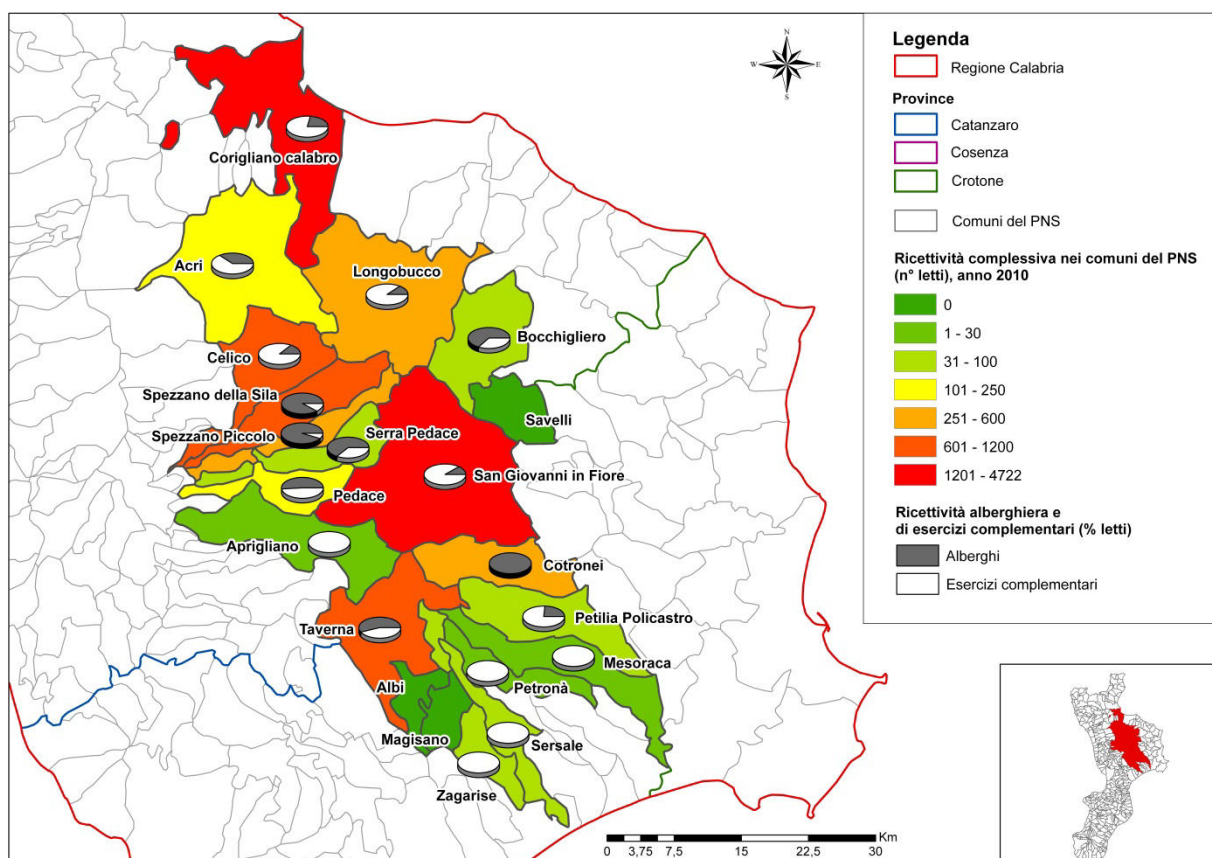 N
W
E
S
Corigliano calabro
Acri
Longobucco
Bocchigliero
Celico
Spezzano della Sila
Savelli
Spezzano Piccolo
Serra Pedace
San Giovanni in Fiore
Pedace
Aprigliano
Cotronei
Petilia Policastro
Taverna
Mesoraca
Petronà
Albi
Magisano
Sersale
Zagarise
Km
0 3,75 7,5 15 22,5 30
Legenda
Regione Calabria
Province
Catanzaro
Cosenza
Crotone
Comuni del PNS
Ricettività complessiva nei comuni del PNS
(n° letti), anno 2010
0
1 - 30
31 - 100
101 - 250
251 - 600
601 - 1200
1201 - 4722
Ricettività alberghiera e
di esercizi complementari (% letti)
Alberghi
Esercizi complementari